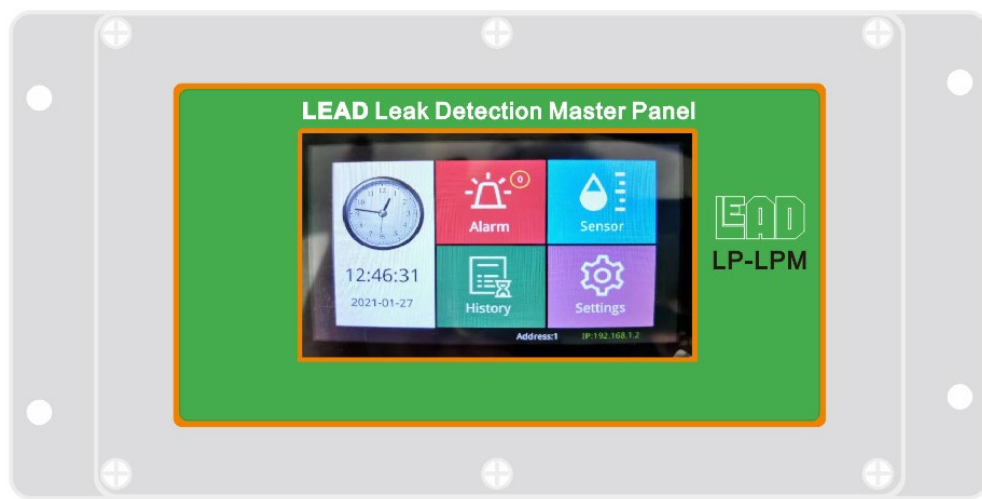 LEAD Leak Detection Master Panel
0
Alarm
Sensor
12:46:31
2021-01-27
History
Settings
Address:1
IP:192.168.1.2
LEAD
LP-LPM